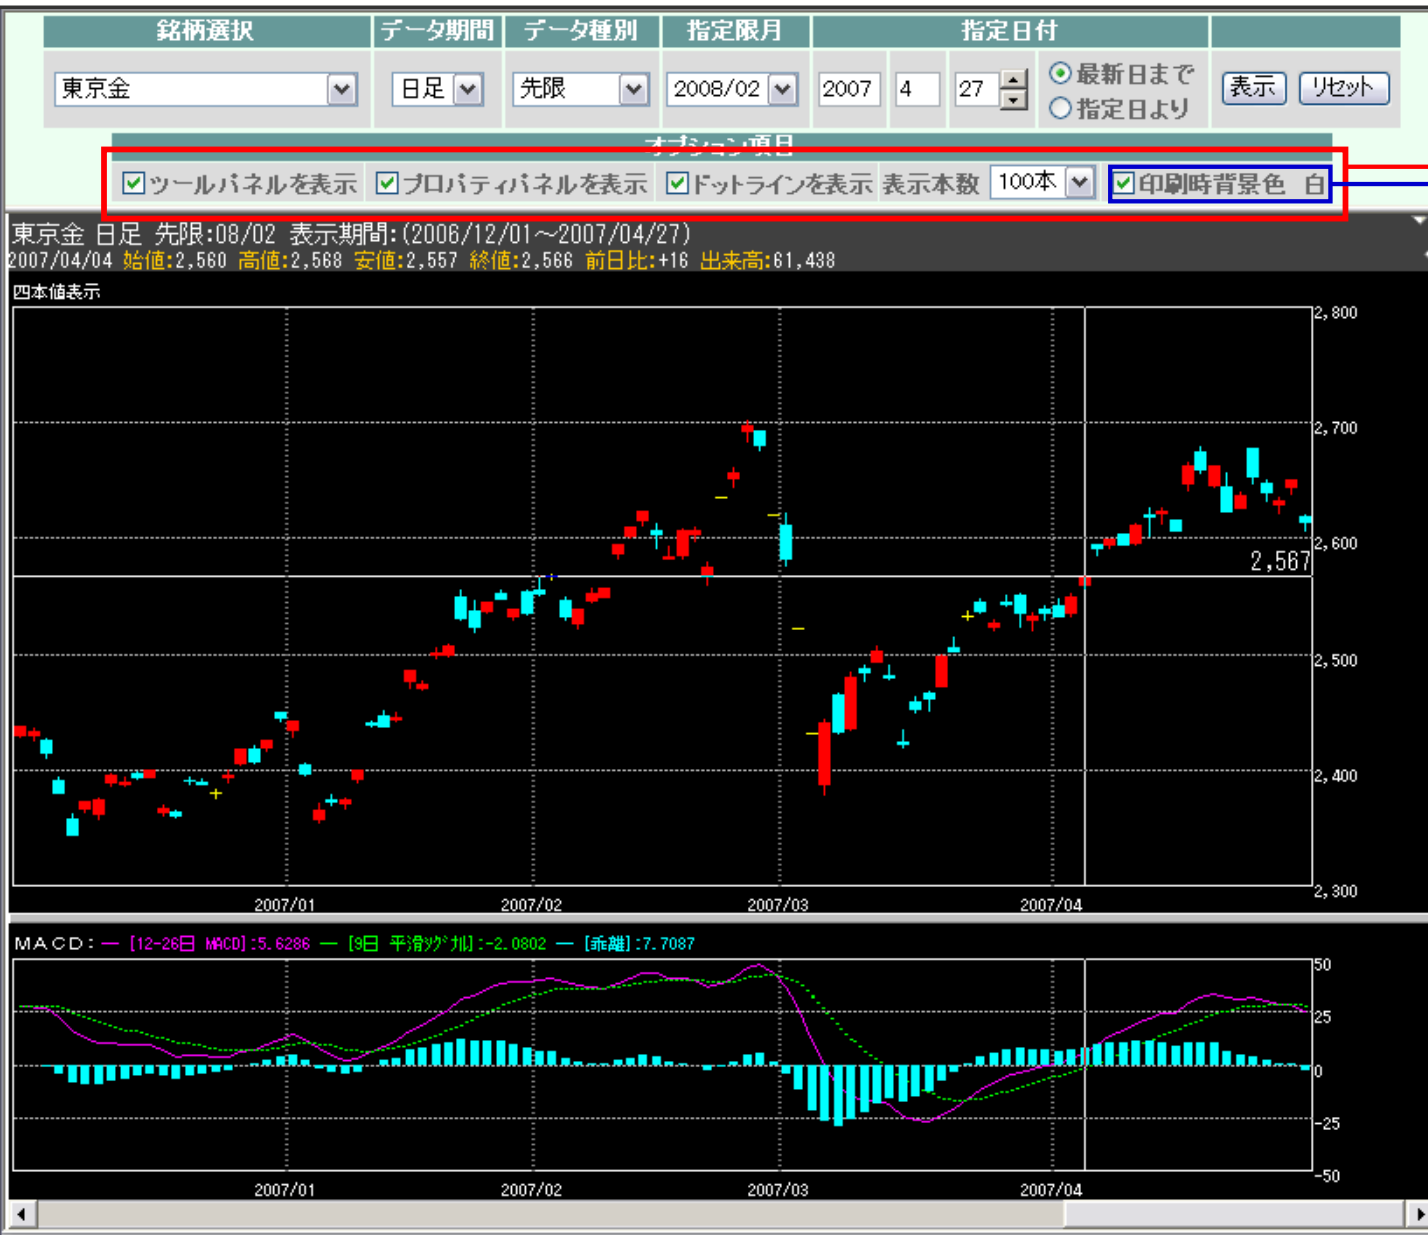 銘柄選択 データ期間 データ種別 指定限月 指定日付
東京金 日足 先限 2008/02 2007 4 27 最新日まで 表示 リセット
指定日より
オプション項目
ツールパネルを表示 プロパティパネルを表示 ドットラインを表示 表示本数 100本 印刷時背景色 白
東京金 日足 先限:08/02 表示期間:(2006/12/01～2007/04/27)
2007/04/04 始値:2,560 高値:2,568 安値:2,557 終値:2,566 前日比:+16 出来高:61,438
四本値表示
2,800
2,700
2,600
2,567
2,500
2,400
2,300
2007/01 2007/02 2007/03 2007/04
MACD: ― [12-26日 MACD]:5.6286 ― [9日 平滑ｼｸﾞﾅﾙ]:-2.0802 ― [乖離]:7.7087
50
25
0
-25
-50
2007/01 2007/02 2007/03 2007/04